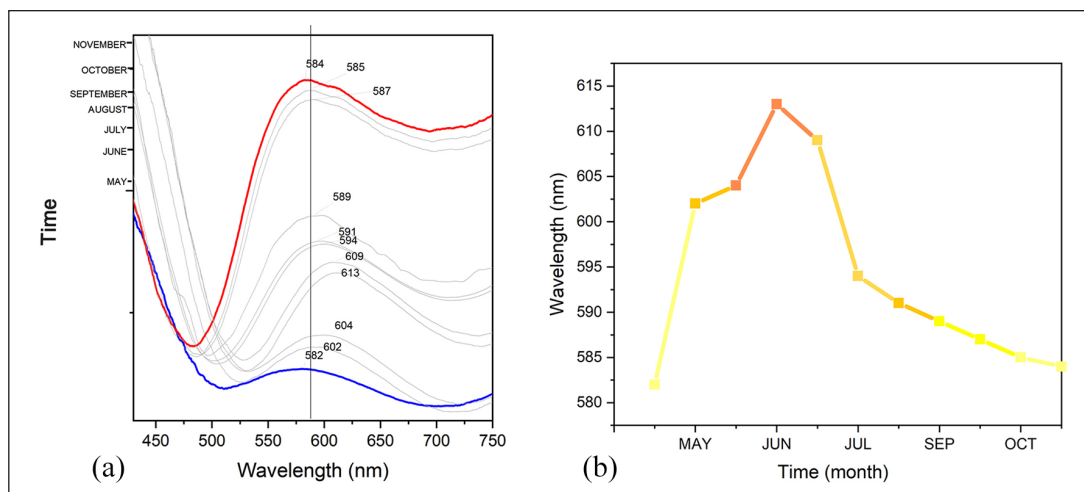 NOVEMBER
OCTOBER
SEPTEMBER
AUGUST
JULY
JUNE
MAY
Time
584
585
587
589
591
594
609
613
604
602
582
450 500 550 600 650 700 750
Wavelength (nm)
(a)
615
610
605
600
595
590
585
580
Wavelength (nm)
MAY JUN JUL SEP OCT
Time (month)
(b)